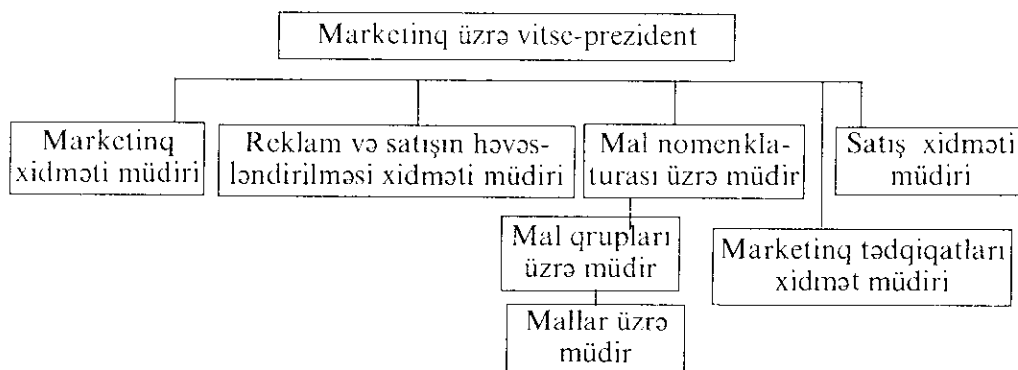 Marketinq üzrə vitse-prezident
Marketinq
xidməti müdiri
Reklam və satışın həvəs-
ləndirilməsi xidməti müdiri
Mal nomenkla-
turası üzrə müdir
Satış xidməti
müdiri
Mal qrupları
üzrə müdir
Marketinq tədqiqatları
xidmət müdiri
Mallar üzrə
müdir